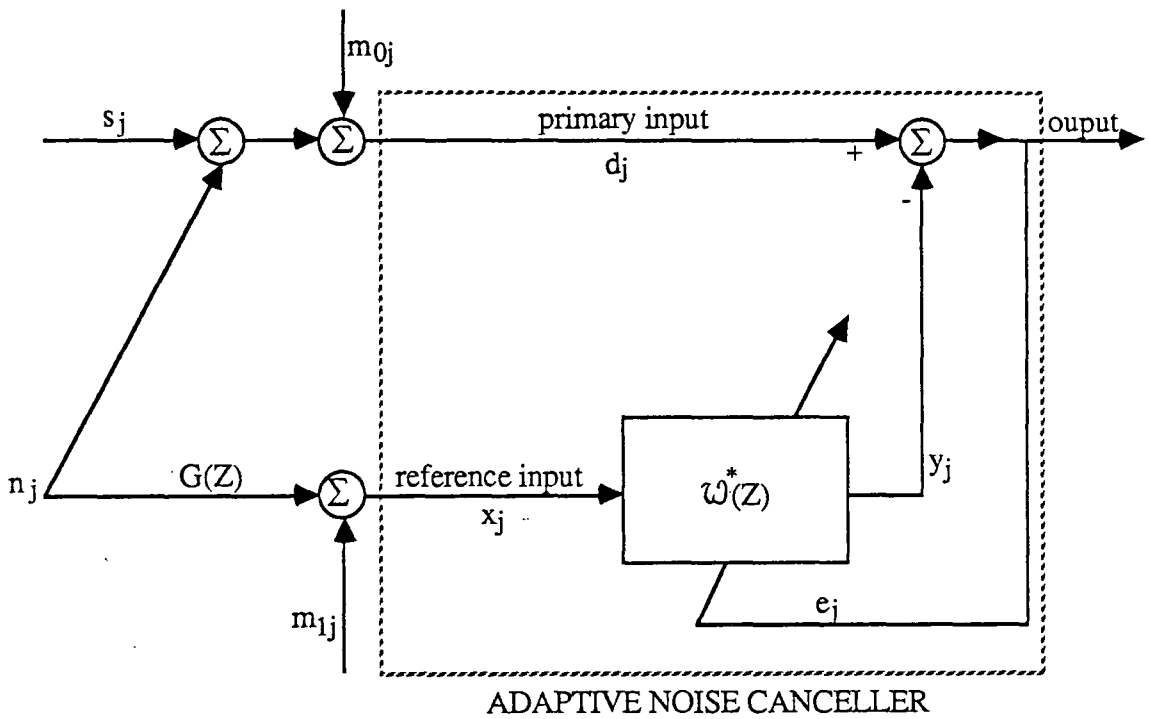 m0j
sj
Σ
Σ
primary input
dj
+
Σ
-
ouput
nj
G(Z)
Σ
reference input
xj
ω*(Z)
yj
m1j
ej
ADAPTIVE NOISE CANCELLER